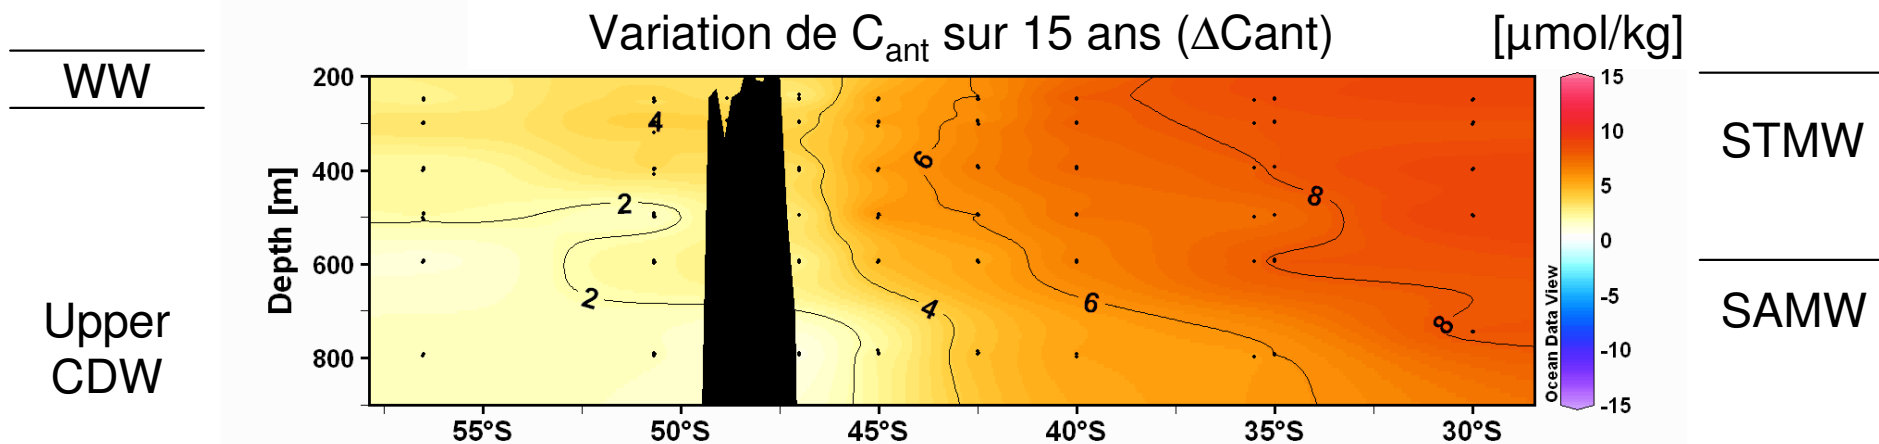 Variation de Cant sur 15 ans (ΔCant) [µmol/kg]
WW
Upper
CDW
Depth [m]
200
400
600
800
4
2
2
6
4
6
8
8
55°S 50°S 45°S 40°S 35°S 30°S
Ocean Data View
15
10
5
0
-5
-10
-15
STMW
SAMW